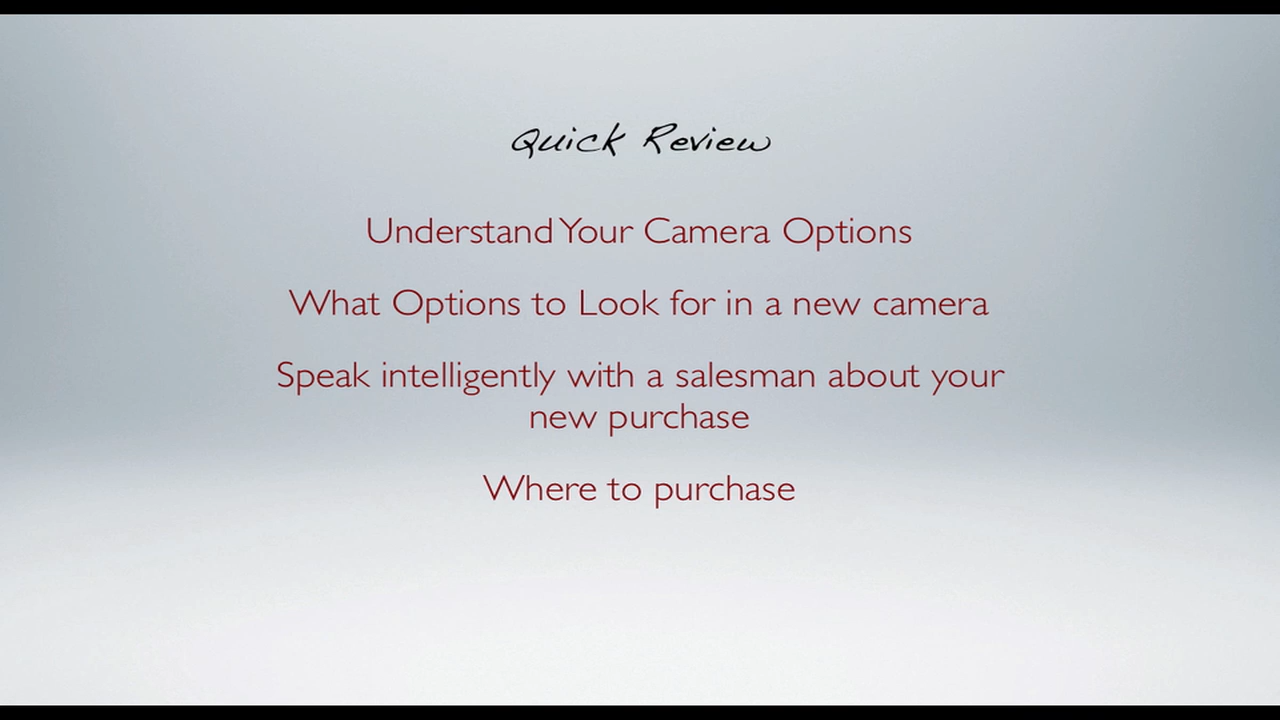 Quick Review
Understand Your Camera Options
What Options to Look for in a new camera
Speak intelligently with a salesman about your
new purchase
Where to purchase